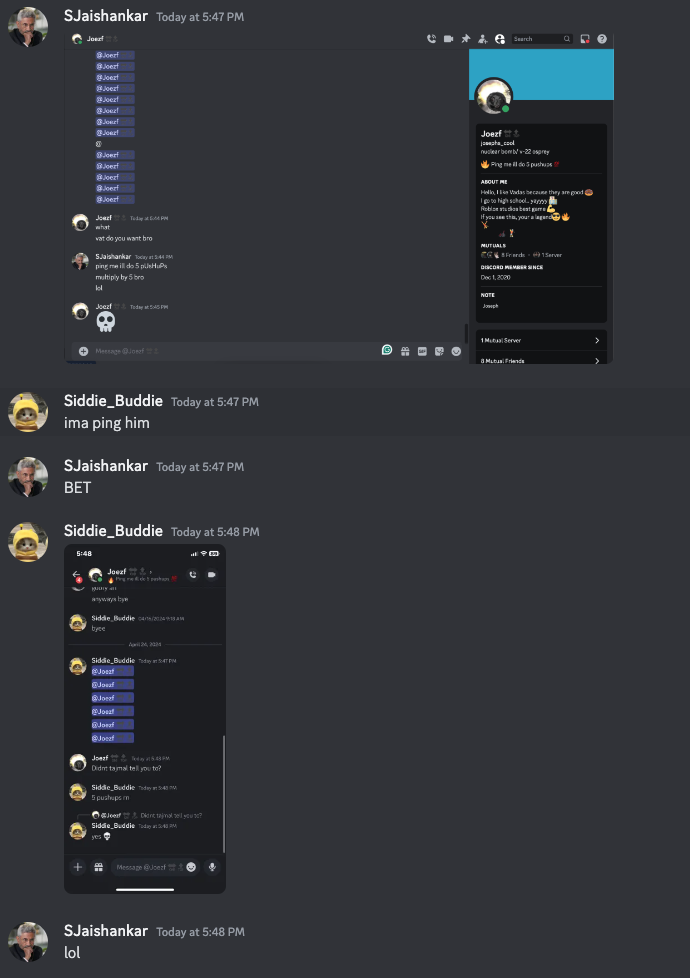 SJaishankar Today at 5:47 PM
Joezf
Search
@Joezf
@Joezf
@Joezf
@Joezf
@Joezf
@Joezf
@Joezf
@Joezf
@
@Joezf
@Joezf
@Joezf
@Joezf
@Joezf
Joezf Today at 5:44 PM
what
vat do you want bro
SJaishankar Today at 5:44 PM
ping me ill do 5 pUsHuPs
multiply by 5 bro
lol
Joezf Today at 5:45 PM
Message @Joezf
GIF
Joezf
josephs_cool
nuclear bomb/ v-22 osprey
Ping me ill do 5 pushups
ABOUT ME
Hello, I like Vadas because they are good
I go to high school.. yayyyy
Roblox studios best game
If you see this, your a legend
MUTUALS
8 Friends • 1 Server
DISCORD MEMBER SINCE
Dec 1, 2020
NOTE
Joseph
1 Mutual Server
8 Mutual Friends
Siddie_Buddie Today at 5:47 PM
ima ping him
SJaishankar Today at 5:47 PM
BET
Siddie_Buddie Today at 5:48 PM
5:48
Joezf
Ping me ill do 5 pushups
anyways bye
Siddie_Buddie
byee
April 24, 2024
Siddie_Buddie Today at 5:47 PM
@Joezf
@Joezf
@Joezf
@Joezf
@Joezf
@Joezf
Joezf Today at 5:48 PM
Didnt tajmal tell you to?
Siddie_Buddie Today at 5:48 PM
5 pushups rn
@Joezf Didnt tajmal tell you to?
Siddie_Buddie Today at 5:48 PM
yes
Message @Joezf
SJaishankar Today at 5:48 PM
lol